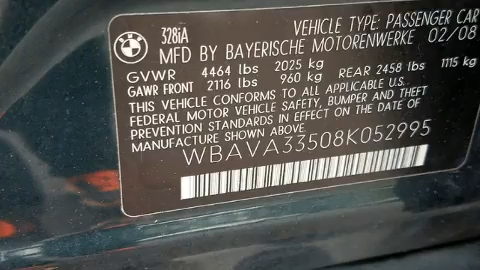 BMW
328iA
VEHICLE TYPE: PASSENGER CAR
MFD BY BAYERISCHE MOTORENWERKE 02/08
GVWR 4464 lbs 2025 kg
GAWR FRONT 2116 lbs 960 kg REAR 2458 lbs 1115 kg
THIS VEHICLE CONFORMS TO ALL APPLICABLE
FEDERAL MOTOR VEHICLE SAFETY, BUMPER AND THEFT
PREVENTION STANDARDS IN EFFECT ON THE DATE OF
MANUFACTURE SHOWN ABOVE.
WBAVA33508K052995